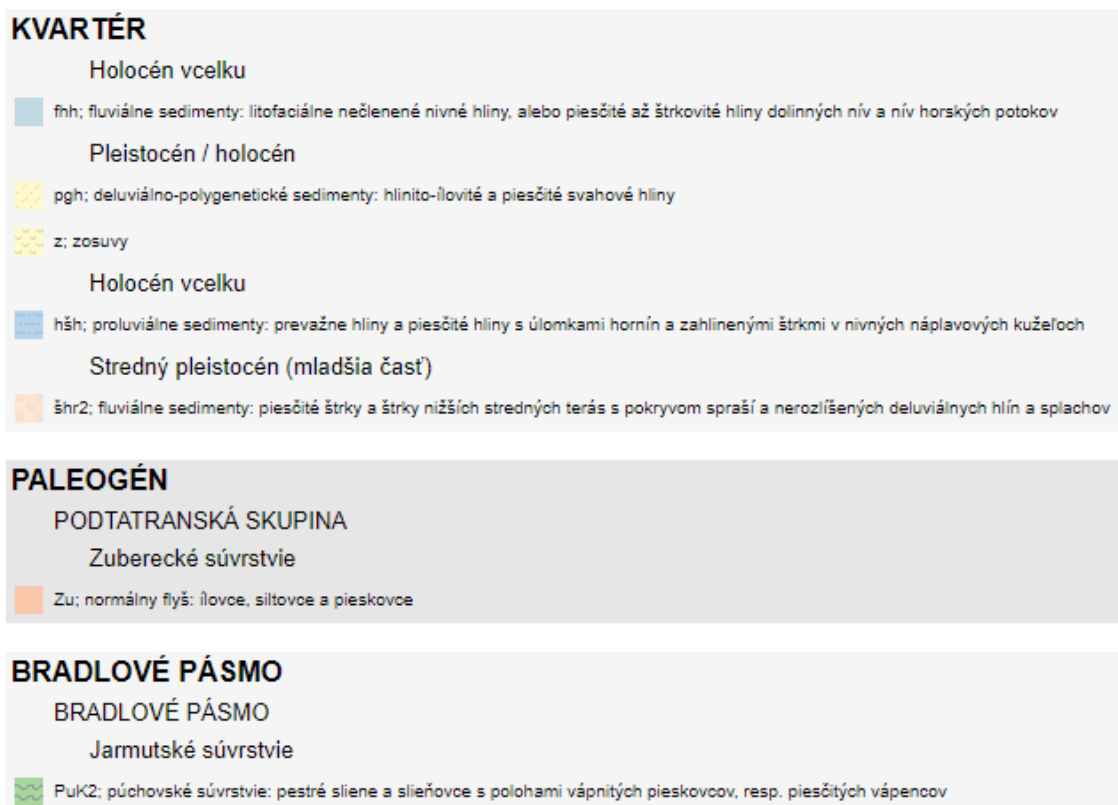 KVARTÉR
Holocén vcelku
fhh; fluviálne sedimenty: litofaciálne nečlenené nivné hliny, alebo piesčité až štrkovité hliny dolinných nív a nív horských potokov
Pleistocén / holocén
pgh; deluviálno-polygenetické sedimenty: hlinito-ílovité a piesčité svahové hliny
z; zosuvy
Holocén vcelku
hšh; proluviálne sedimenty: prevažne hliny a piesčité hliny s úlomkami hornín a zahlinenými štrkmi v nivných náplavových kužeľoch
Stredný pleistocén (mladšia časť)
šhr2; fluviálne sedimenty: piesčité štrky a štrky nižších stredných terás s pokryvom spraší a nerozlíšených deluviálnych hlín a splachov
PALEOGÉN
PODTATRANSKÁ SKUPINA
Zuberecké súvrstvie
Zu; normálny flyš: ílovce, siltovce a pieskovce
BRADLOVÉ PÁSMO
BRADLOVÉ PÁSMO
Jarmutské súvrstvie
PuK2; púchovské súvrstvie: pestré sliene a slieňovce s polohami vápnitých pieskovcov, resp. piesčitých vápencov